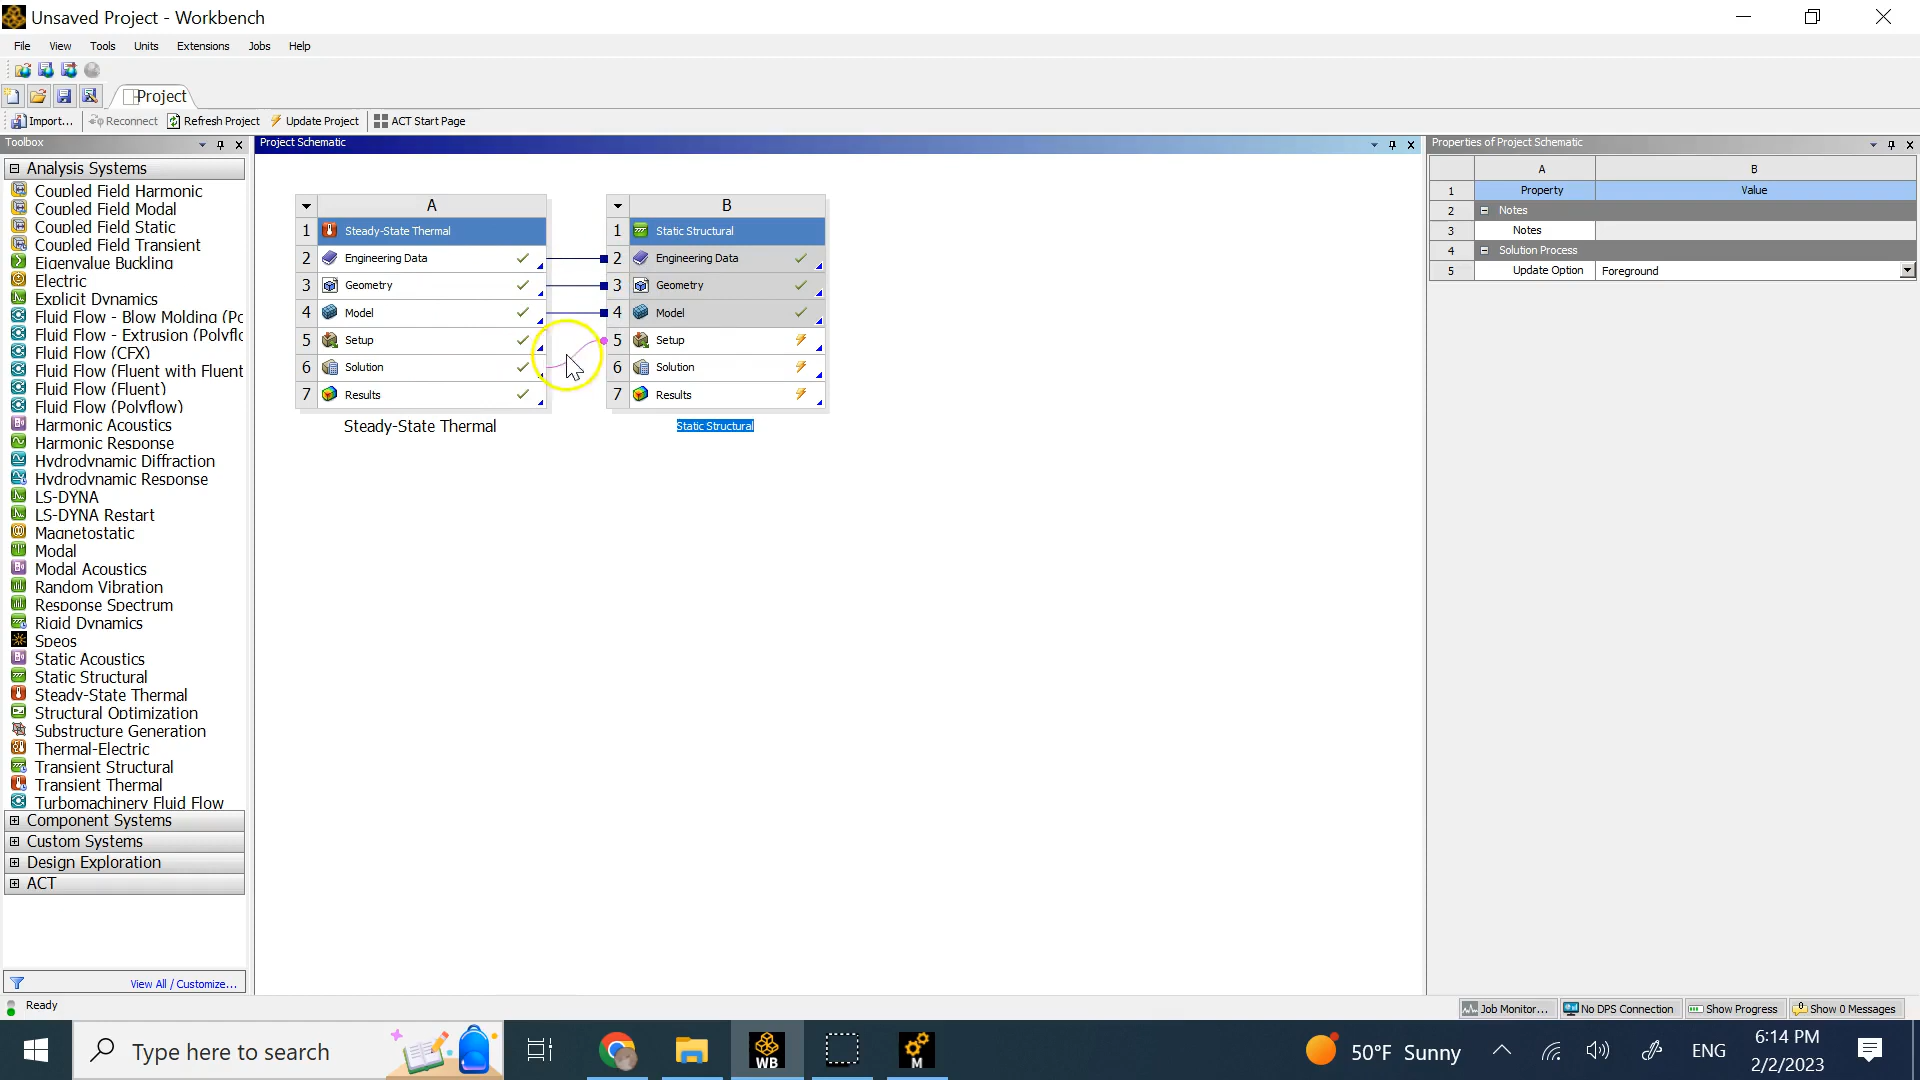 Unsaved Project - Workbench
File View Tools Units Extensions Jobs Help
Project
Import... Reconnect Refresh Project Update Project ACT Start Page
Toolbox
Analysis Systems
Coupled Field Harmonic
Coupled Field Modal
Coupled Field Static
Coupled Field Transient
Eigenvalue Buckling
Electric
Explicit Dynamics
Fluid Flow - Blow Molding (Pc
Fluid Flow - Extrusion (Polyflc
Fluid Flow (CFX)
Fluid Flow (Fluent with Fluent
Fluid Flow (Fluent)
Fluid Flow (Polyflow)
Harmonic Acoustics
Harmonic Response
Hydrodynamic Diffraction
Hydrodynamic Response
LS-DYNA
LS-DYNA Restart
Magnetostatic
Modal
Modal Acoustics
Random Vibration
Response Spectrum
Rigid Dynamics
Speos
Static Acoustics
Static Structural
Steady-State Thermal
Structural Optimization
Substructure Generation
Thermal-Electric
Transient Structural
Transient Thermal
Turbomachinery Fluid Flow
Component Systems
Custom Systems
Design Exploration
ACT
View All / Customize...
Project Schematic
A
1 Steady-State Thermal
2 Engineering Data
3 Geometry
4 Model
5 Setup
6 Solution
7 Results
Steady-State Thermal
B
1 Static Structural
2 Engineering Data
3 Geometry
4 Model
5 Setup
6 Solution
7 Results
Static Structural
Properties of Project Schematic
A B
1 Property Value
2 Notes
3 Notes
4 Solution Process
5 Update Option Foreground
Ready
Job Monitor... No DPS Connection Show Progress Show 0 Messages
Type here to search
WB
M
50°F Sunny
ENG
6:14 PM
2/2/2023